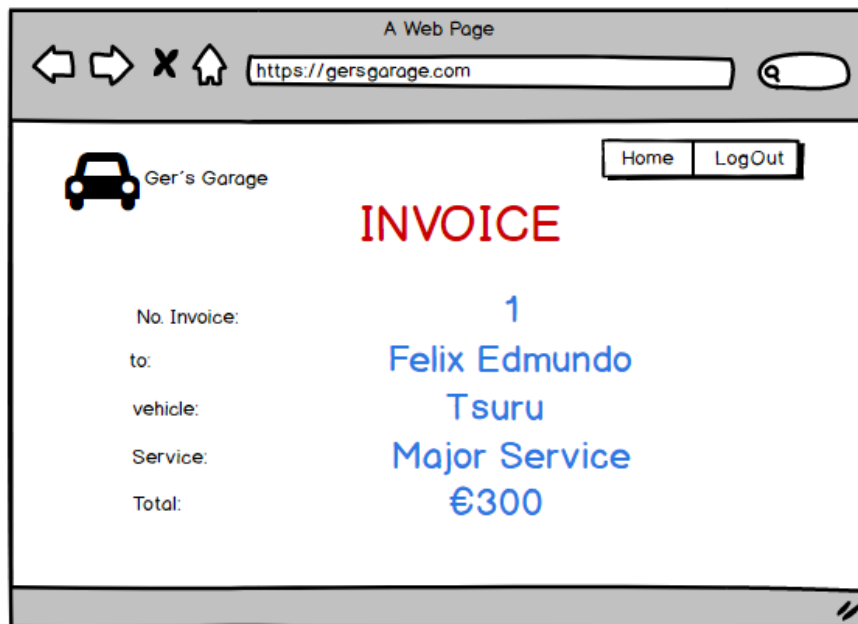 A Web Page
https://gersgarage.com
Home LogOut
Ger's Garage
INVOICE
No. Invoice: 1
to: Felix Edmundo
vehicle: Tsuru
Service: Major Service
Total: €300